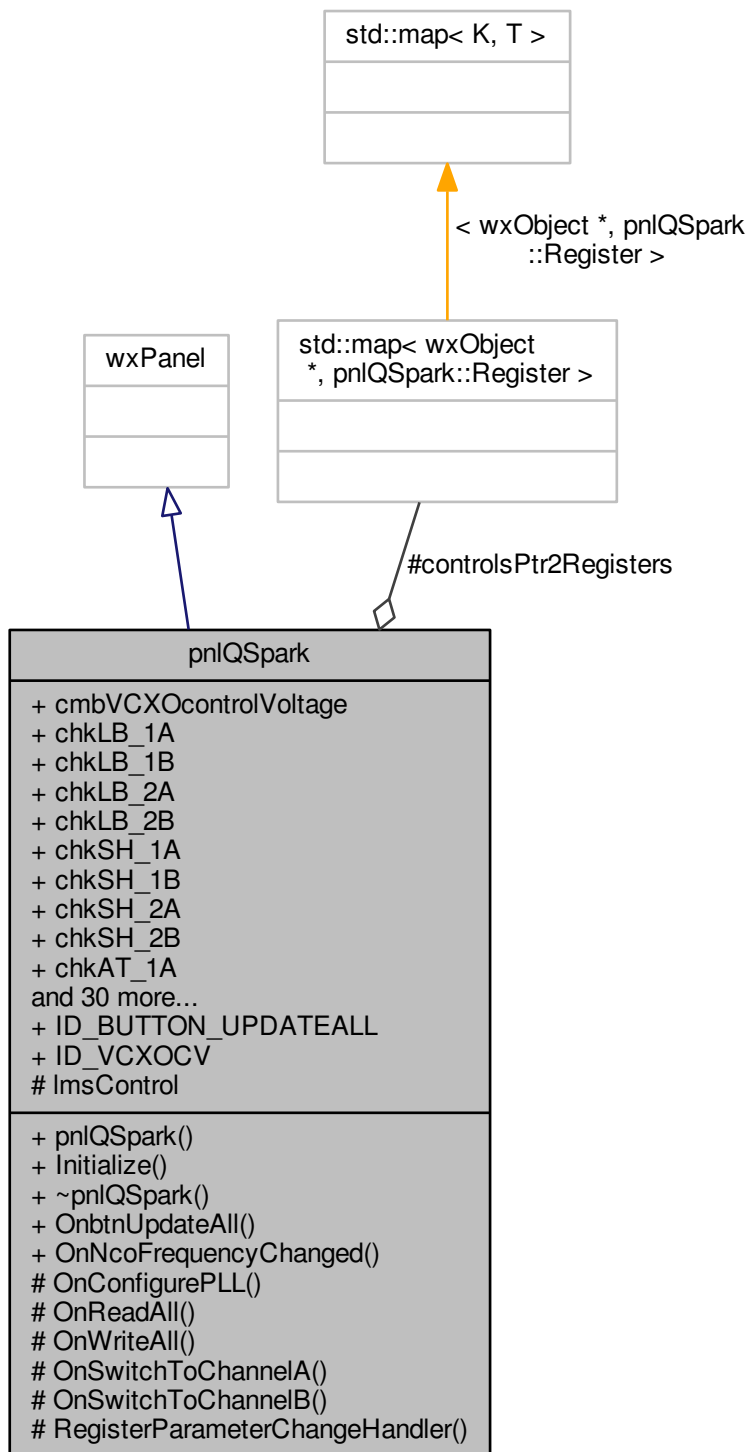 std::map< K, T >
< wxObject *, pnlQSpark
::Register >
wxPanel
std::map< wxObject
*, pnlQSpark::Register >
#controlsPtr2Registers
pnlQSpark
+ cmbVCXOcontrolVoltage
+ chkLB_1A
+ chkLB_1B
+ chkLB_2A
+ chkLB_2B
+ chkSH_1A
+ chkSH_1B
+ chkSH_2A
+ chkSH_2B
+ chkAT_1A
and 30 more...
+ ID_BUTTON_UPDATEALL
+ ID_VCXOCV
# lmsControl
+ pnlQSpark()
+ Initialize()
+ ~pnlQSpark()
+ OnbtnUpdateAll()
+ OnNcoFrequencyChanged()
# OnConfigurePLL()
# OnReadAll()
# OnWriteAll()
# OnSwitchToChannelA()
# OnSwitchToChannelB()
# RegisterParameterChangeHandler()